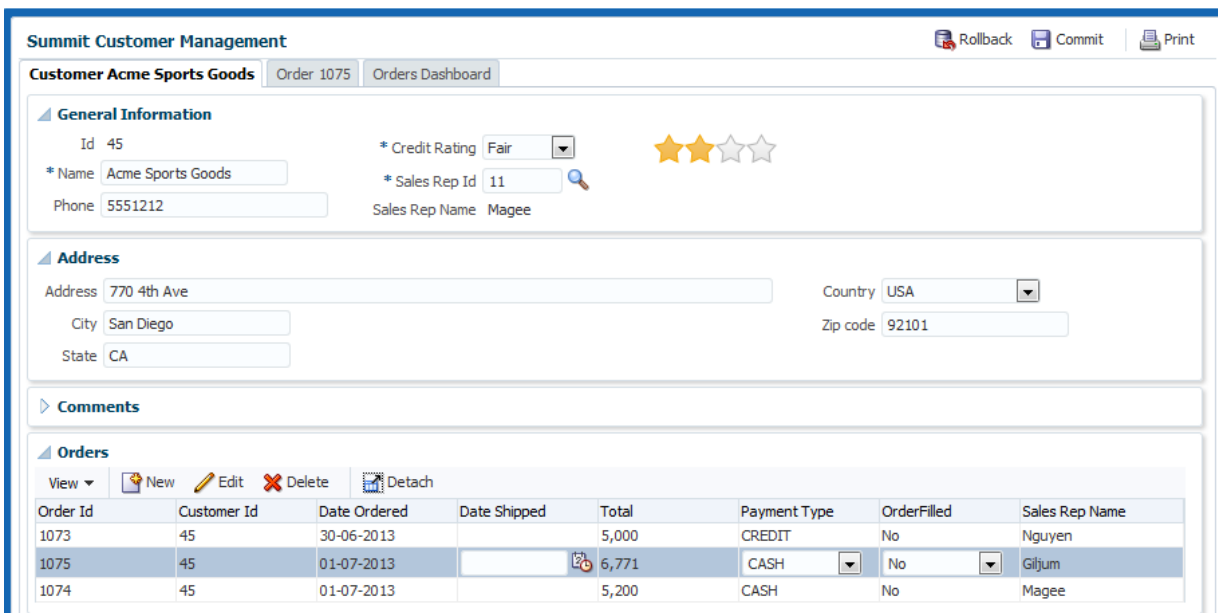 Summit Customer Management Rollback Commit Print
Customer Acme Sports Goods Order 1075 Orders Dashboard
General Information
Id 45 * Credit Rating Fair
* Name Acme Sports Goods * Sales Rep Id 11
Phone 5551212 Sales Rep Name Magee
Address
Address 770 4th Ave Country USA
City San Diego Zip code 92101
State CA
Comments
Orders
View New Edit Delete Detach
Order Id Customer Id Date Ordered Date Shipped Total Payment Type OrderFilled Sales Rep Name
1073 45 30-06-2013 5,000 CREDIT No Nguyen
1075 45 01-07-2013 6,771 CASH No Giljum
1074 45 01-07-2013 5,200 CASH No Magee